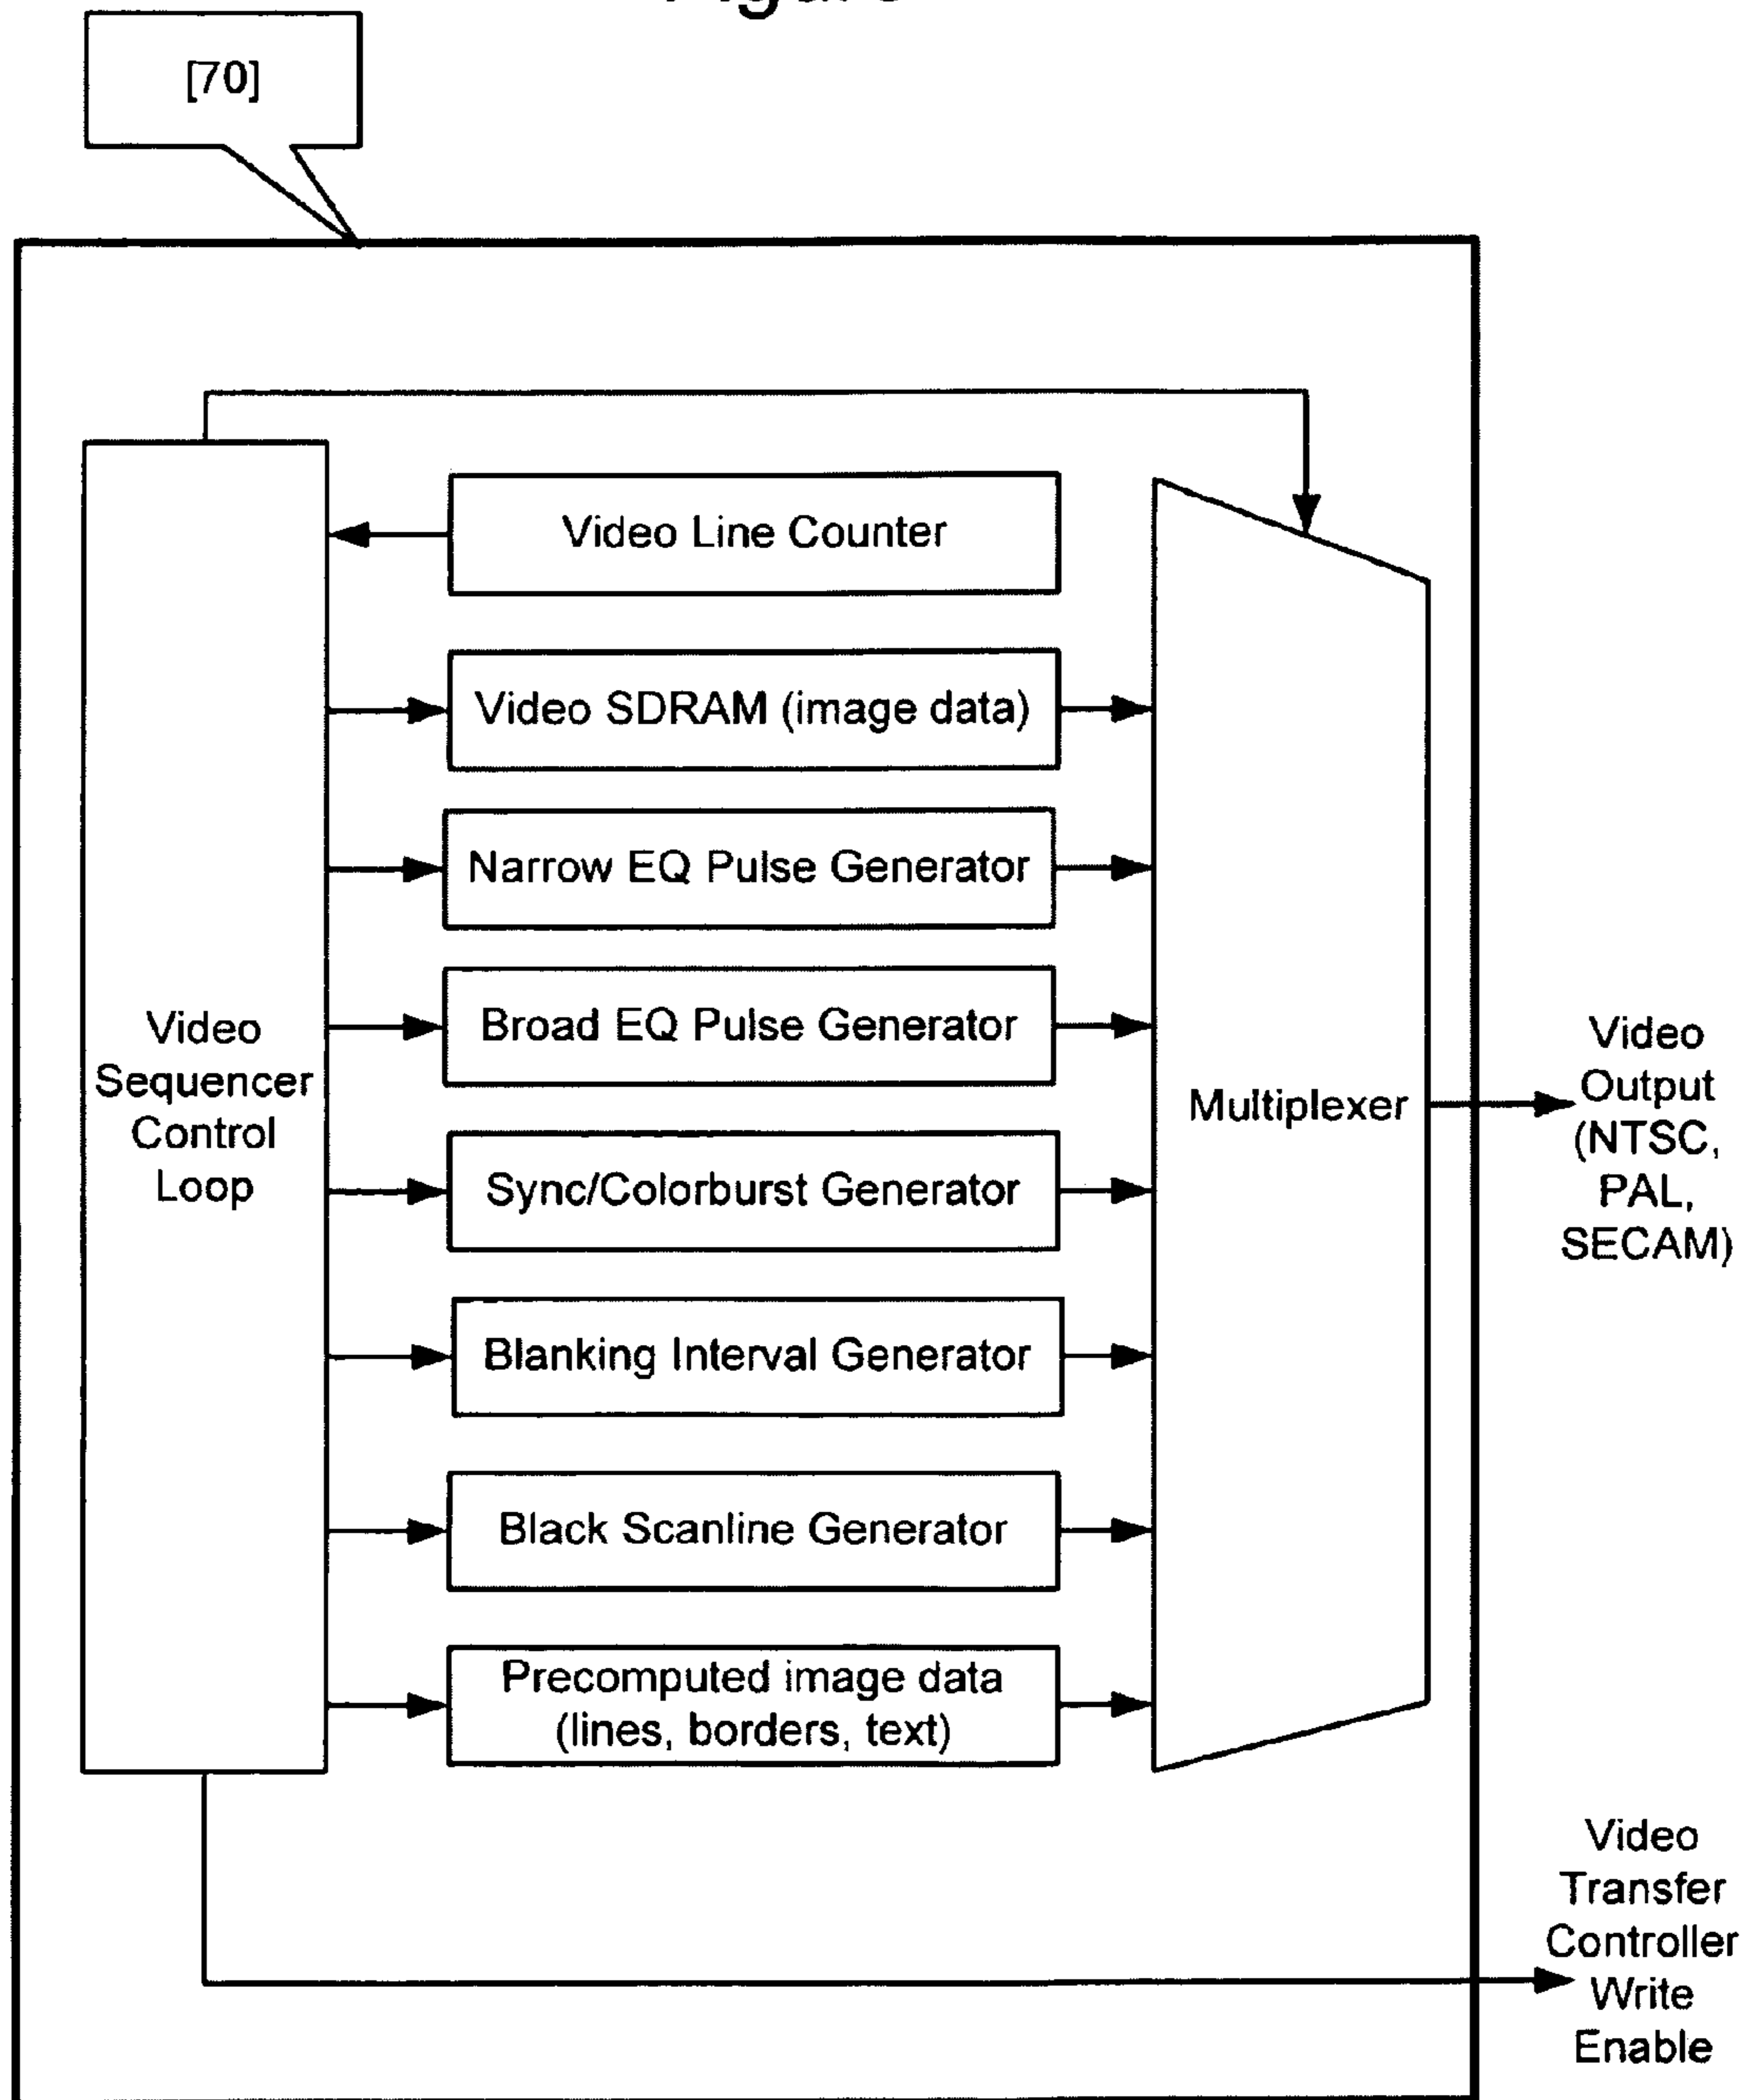 [70]
Video Line Counter
Video SDRAM (image data)
Narrow EQ Pulse Generator
Broad EQ Pulse Generator
Sync/Colorburst Generator
Blanking Interval Generator
Black Scanline Generator
Precomputed image data
(lines, borders, text)
Video
Sequencer
Control
Loop
Multiplexer
Video
Output
(NTSC,
PAL,
SECAM)
Video
Transfer
Controller
Write
Enable